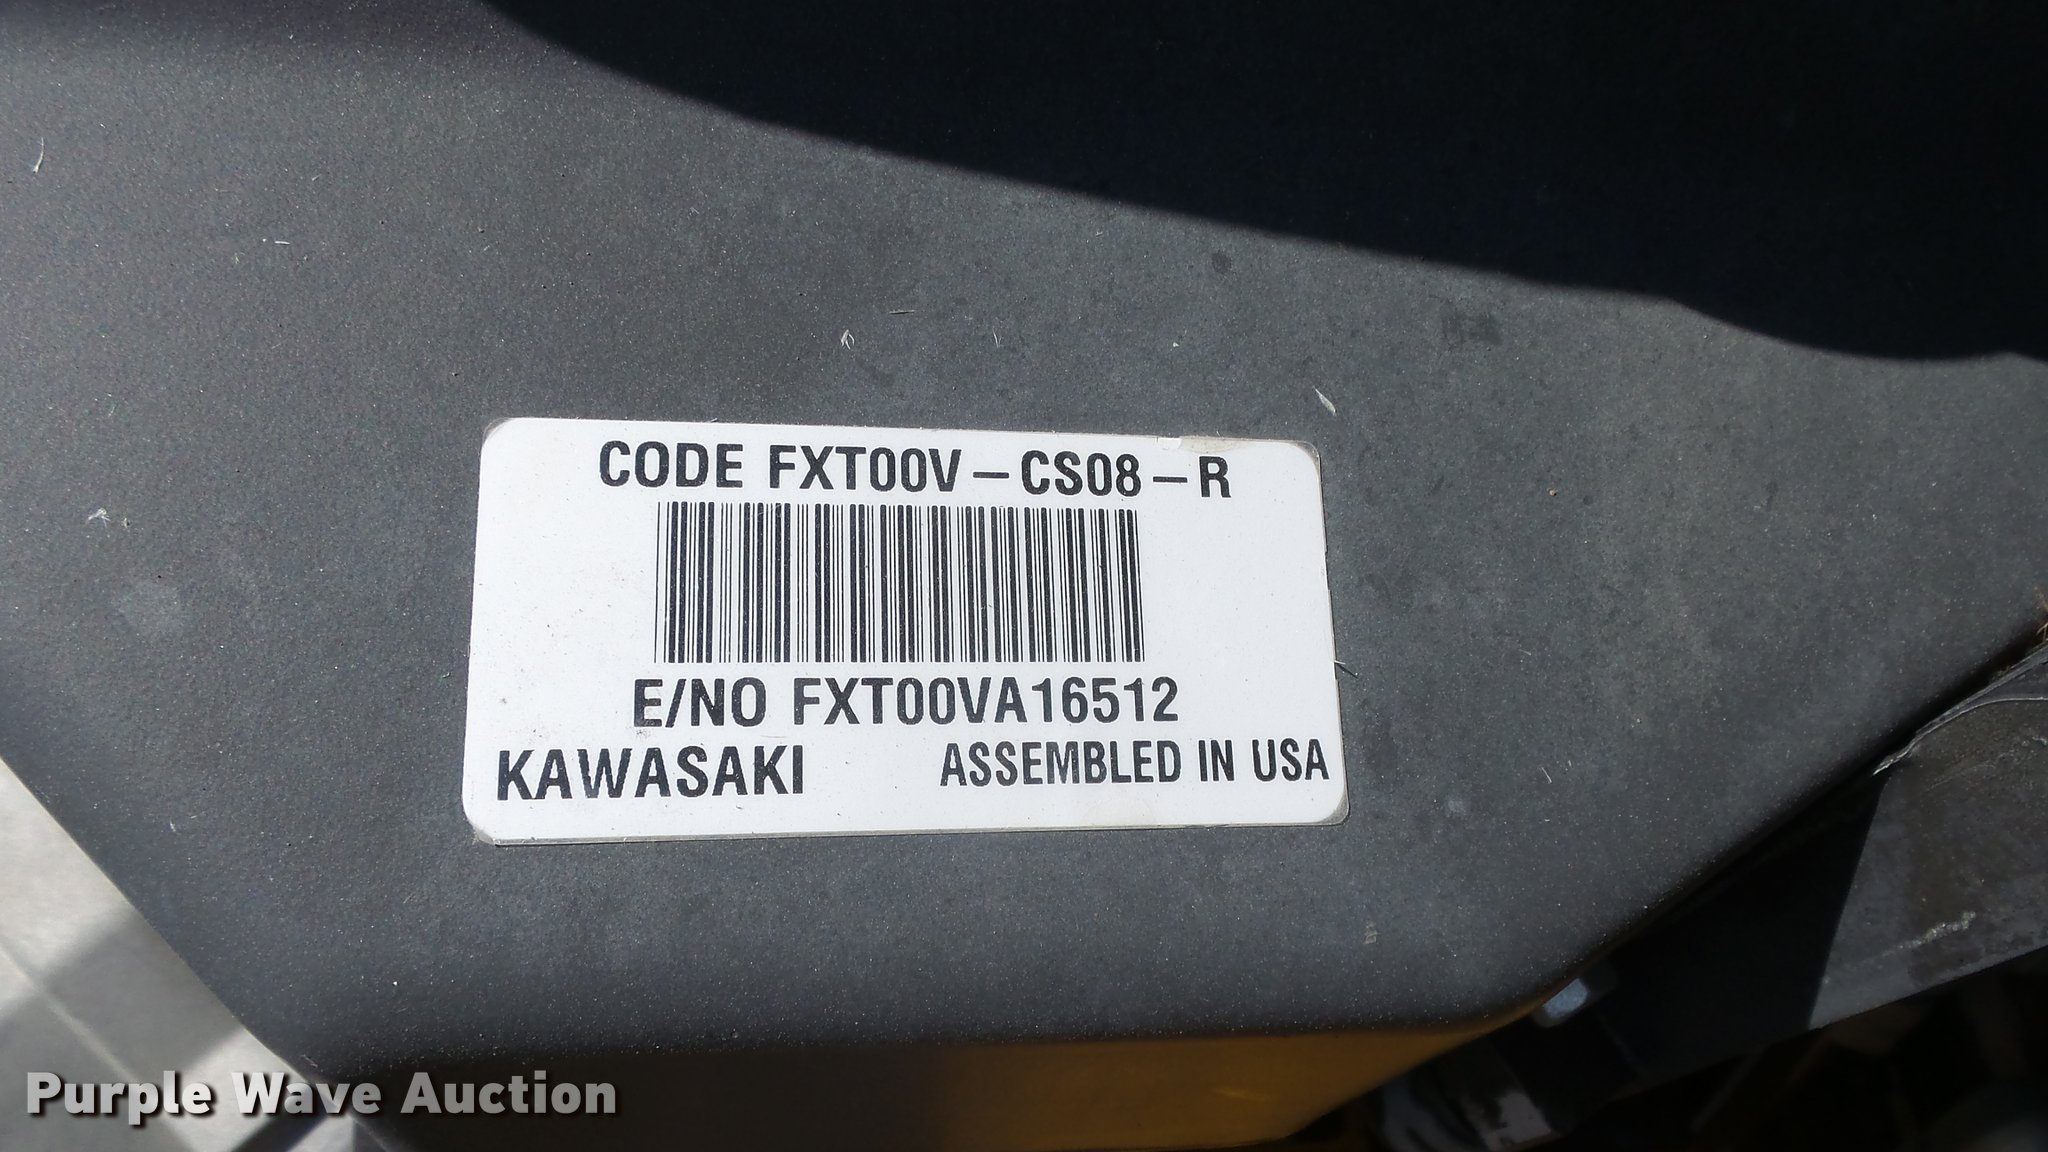 CODE FXT00V-CS08-R
E/NO FXT00VA16512
KAWASAKI ASSEMBLED IN USA
Purple Wave Auction